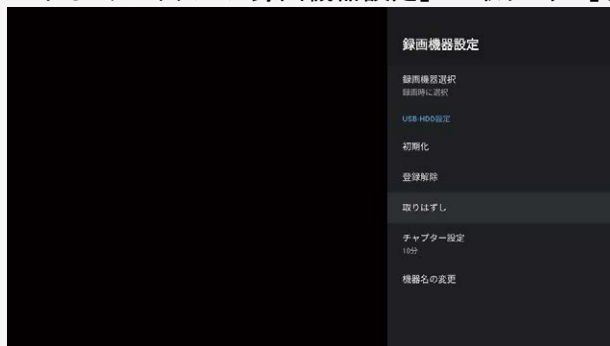 録画機器設定
録画機器選択
録画時に選択
USB-HDD設定
初期化
登録解除
取りはずし
チャプター設定
10分
機器名の変更